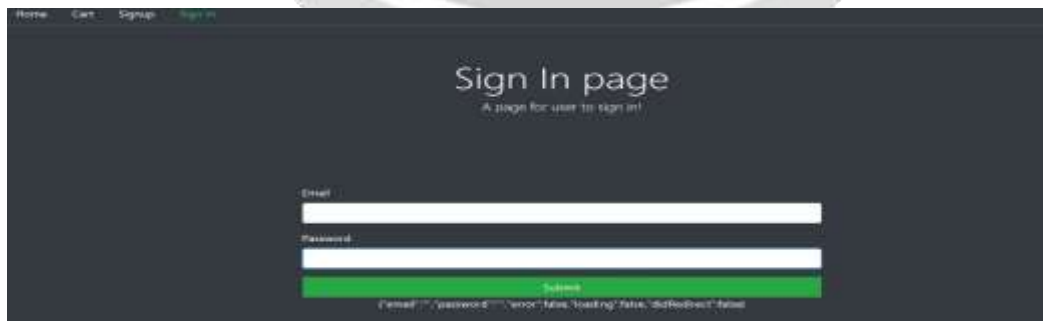 Home Cart Signup Sign In
Sign In page
A page for user to sign in!
Email
Password
Submit
{"email":"","password":"","error":false,"loading":false,"didRedirect":false}